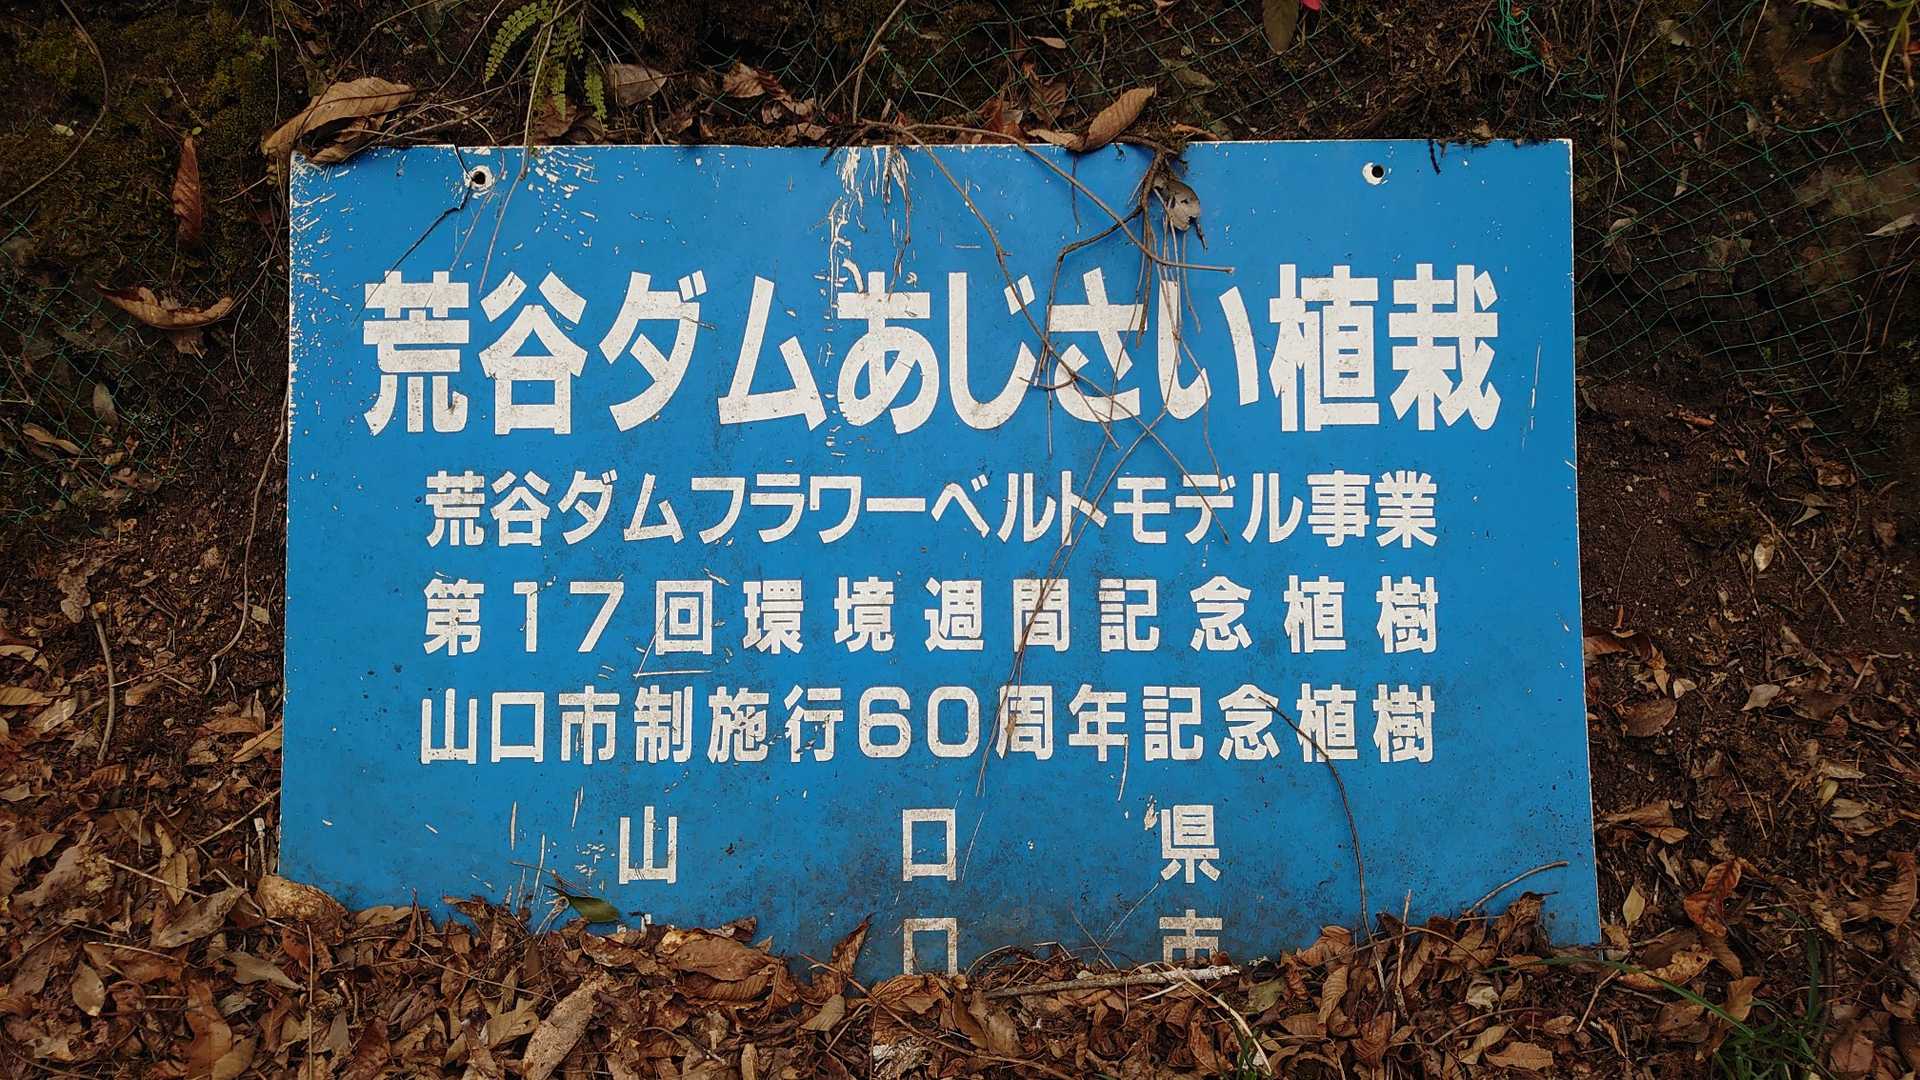 荒谷ダムあじさい植栽
荒谷ダムフラワーベルトモデル事業
第17回環境週間記念植樹
山口市制施行60周年記念植樹
山口県
口市